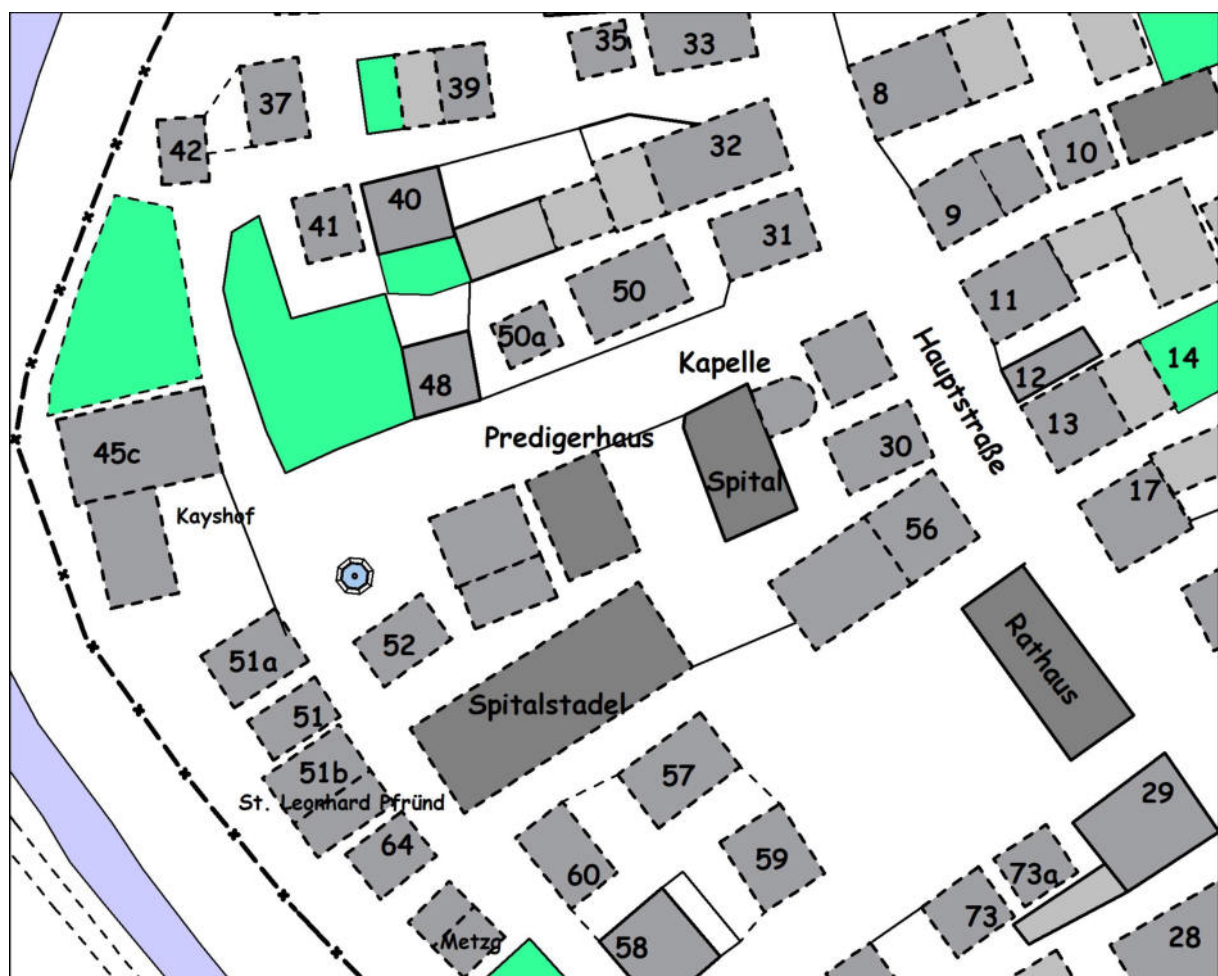 35
33
37
39
8
42
10
32
40
41
9
31
50
11
50a
Kapelle
Hauptstraße
12
14
48
13
Predigerhaus
30
45c
Spital
17
Kayshof
56
52
51a
Rathaus
51
Spitalstadel
51b
57
St. Leonhard Pfründ
29
64
60
59
73a
73
Metzg
58
28